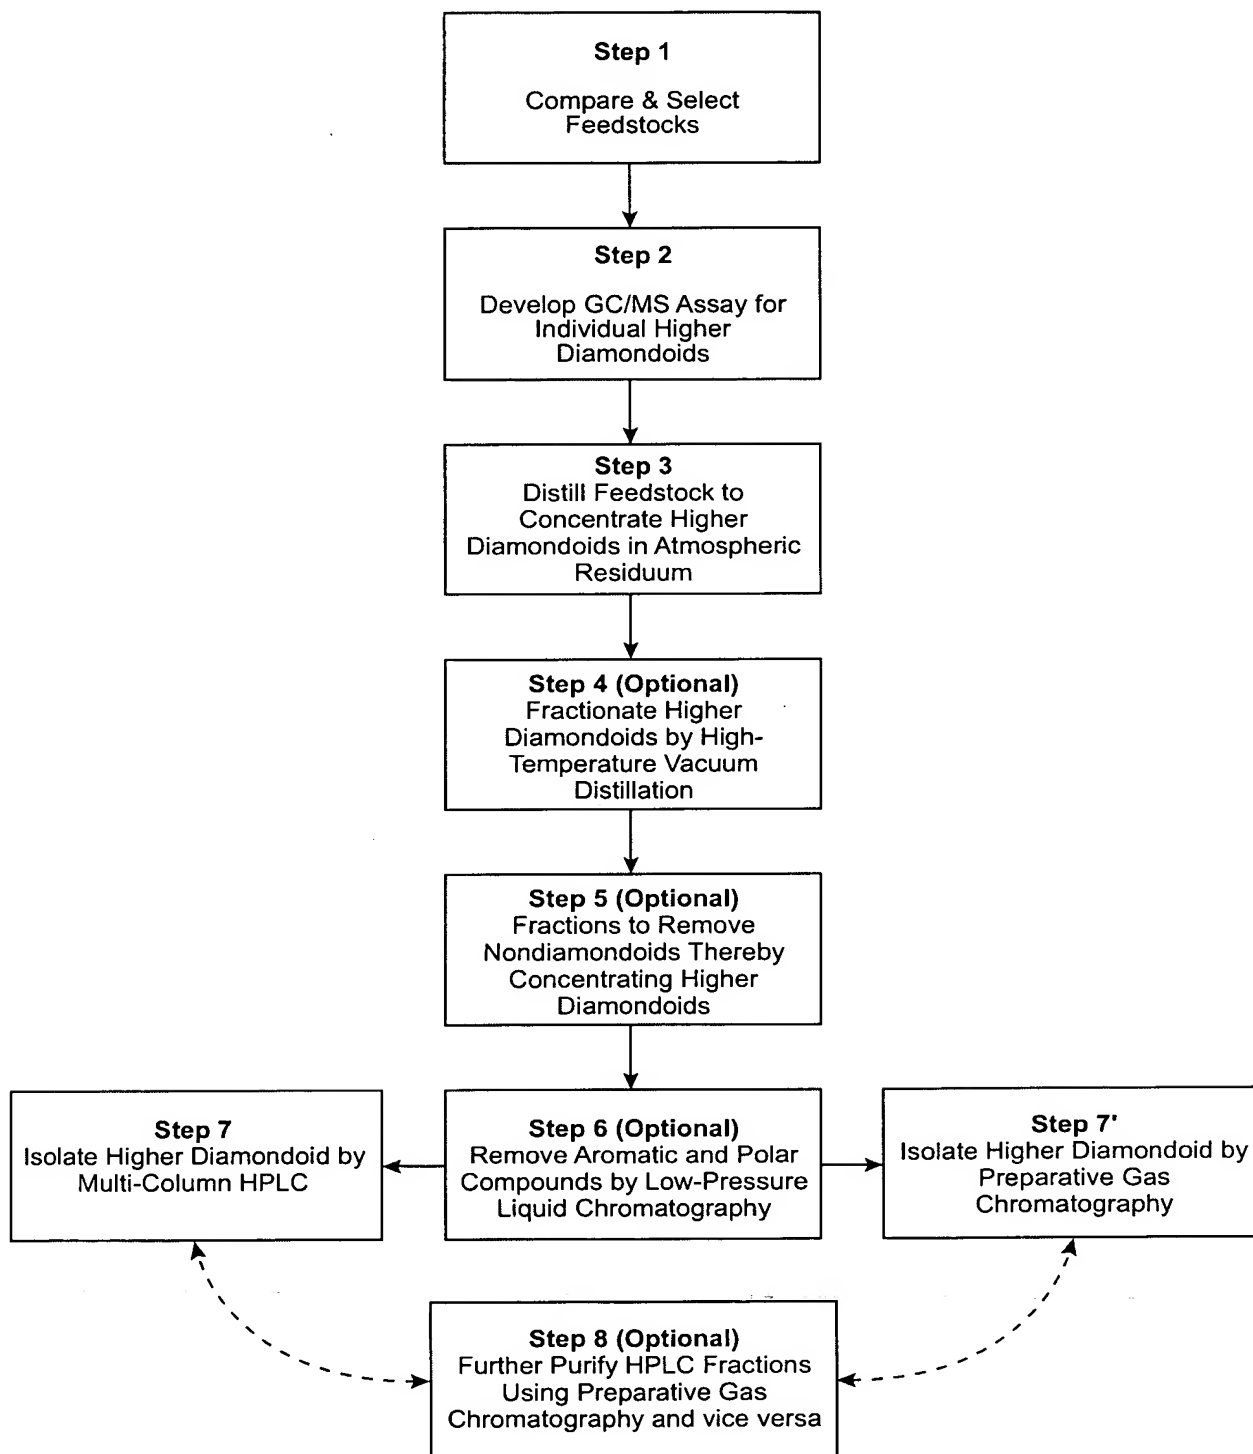 Step 1
Compare & Select
Feedstocks
Step 2
Develop GC/MS Assay for
Individual Higher
Diamondoids
Step 3
Distill Feedstock to
Concentrate Higher
Diamondoids in Atmospheric
Residuum
Step 4 (Optional)
Fractionate Higher
Diamondoids by High-
Temperature Vacuum
Distillation
Step 5 (Optional)
Fractions to Remove
Nondiamondoids Thereby
Concentrating Higher
Diamondoids
Step 7
Isolate Higher Diamondoid by
Multi-Column HPLC
Step 6 (Optional)
Remove Aromatic and Polar
Compounds by Low-Pressure
Liquid Chromatography
Step 7'
Isolate Higher Diamondoid by
Preparative Gas
Chromatography
Step 8 (Optional)
Further Purify HPLC Fractions
Using Preparative Gas
Chromatography and vice versa